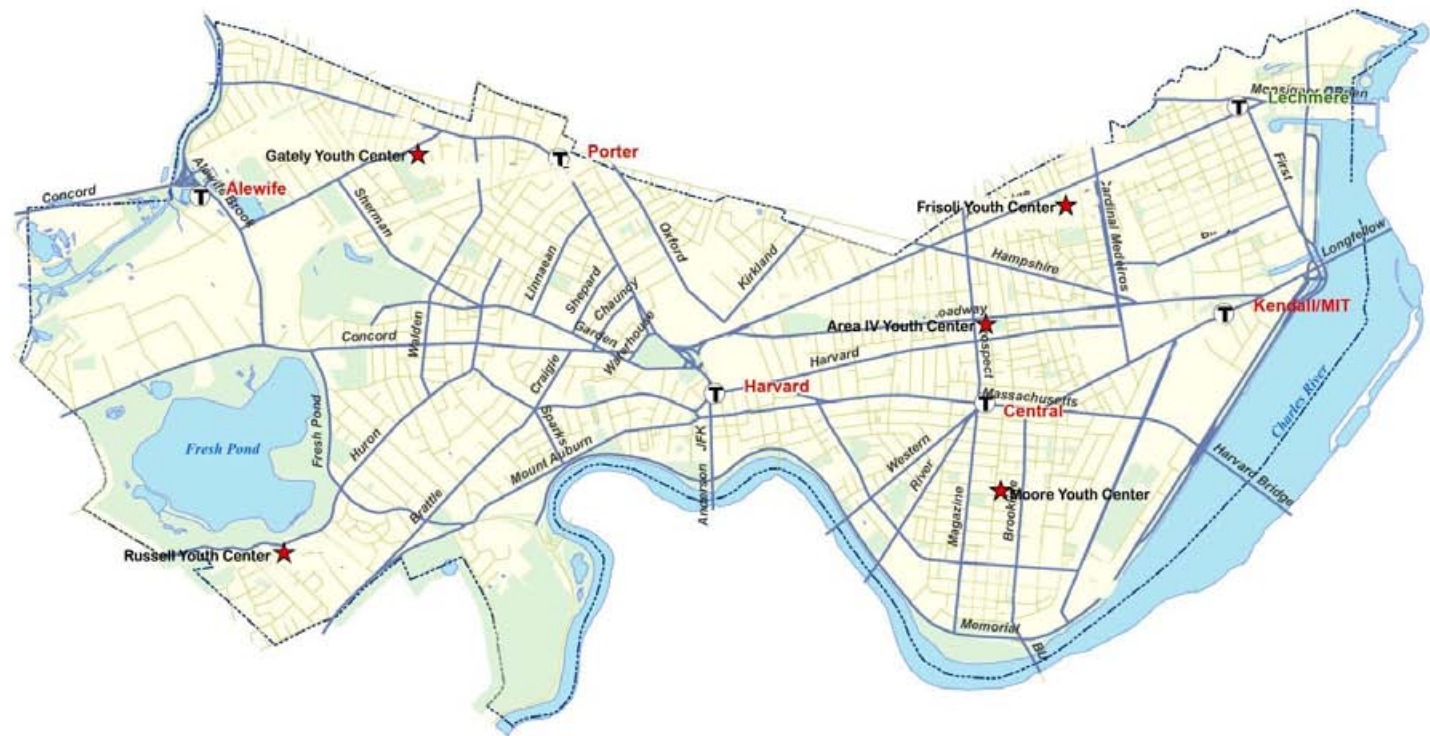 Monsignor OBrien
Lechmere
Gately Youth Center
Porter
T
T
Alewife
T
Concord
Alewife Brook
Sherman
First
Frisoli Youth Center
Cardinal Medeiros
Longfellow
Oxford
Kirkland
Linnaean
Shepard
Chauncy
Hampshire
Kendall/MIT
T
Garden
Waterhouse
Concord
Walden
Area IV Youth Center
Harvard
Craigie
Harvard
T
Massachusetts
Central
T
Charles River
Fresh Pond
Fresh Pond
Huron
Sparks
Mount Auburn
JFK
Anderson
Western
River
Harvard Bridge
Brattle
Magazine
Moore Youth Center
Russell Youth Center
Memorial
BU